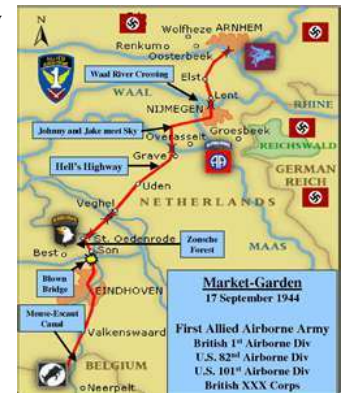 N
Wolfheze
ARNHEM
Renkum
Oosterbeek
ALLIED
AIRBORNE
Elst
Waal River Crossing
WAAL
Lent
NIJMEGEN
RHINE
Johnny and Jake meet Sky
Overasselt
Groesbeek
Grave
REICHSWALD
Hell's Highway
GERMAN
REICH
Uden
NETHERLANDS
Veghel
AIRBORNE
St. Oedenrode
Zonsche
Forest
MAAS
Best
Son
Blown
Bridge
EINDHOVEN
Meuse-Escaut
Canal
Valkenswaard
BELGIUM
Neerpelt
Market-Garden
17 September 1944
First Allied Airborne Army
British 1st Airborne Div
U.S. 82nd Airborne Div
U.S. 101st Airborne Div
British XXX Corps